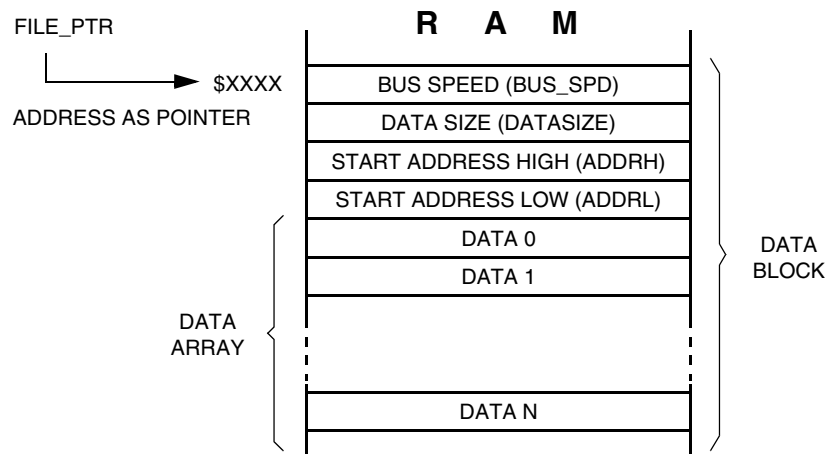 R A M
FILE_PTR
$XXXX
ADDRESS AS POINTER
BUS SPEED (BUS_SPD)
DATA SIZE (DATASIZE)
START ADDRESS HIGH (ADDRH)
START ADDRESS LOW (ADDRL)
DATA 0
DATA 1
DATA N
DATA
ARRAY
DATA
BLOCK